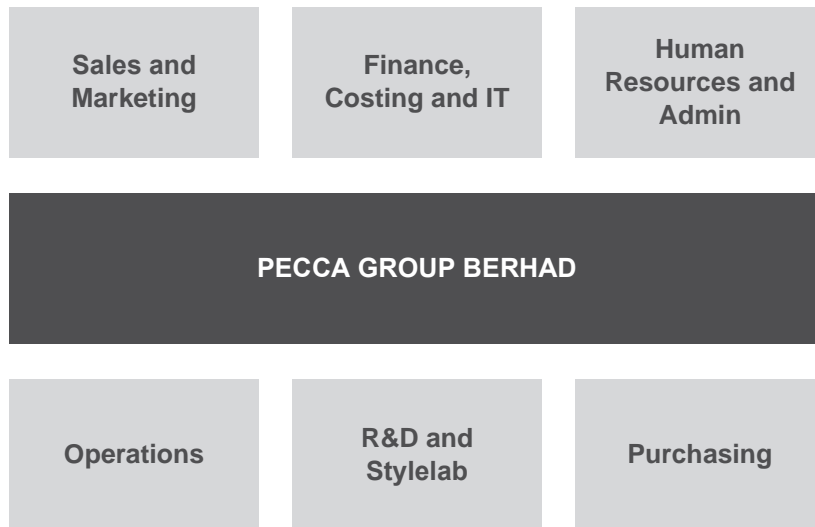 Sales and
Marketing
Finance,
Costing and IT
Human
Resources and
Admin
PECCA GROUP BERHAD
Operations
R&D and
Stylelab
Purchasing